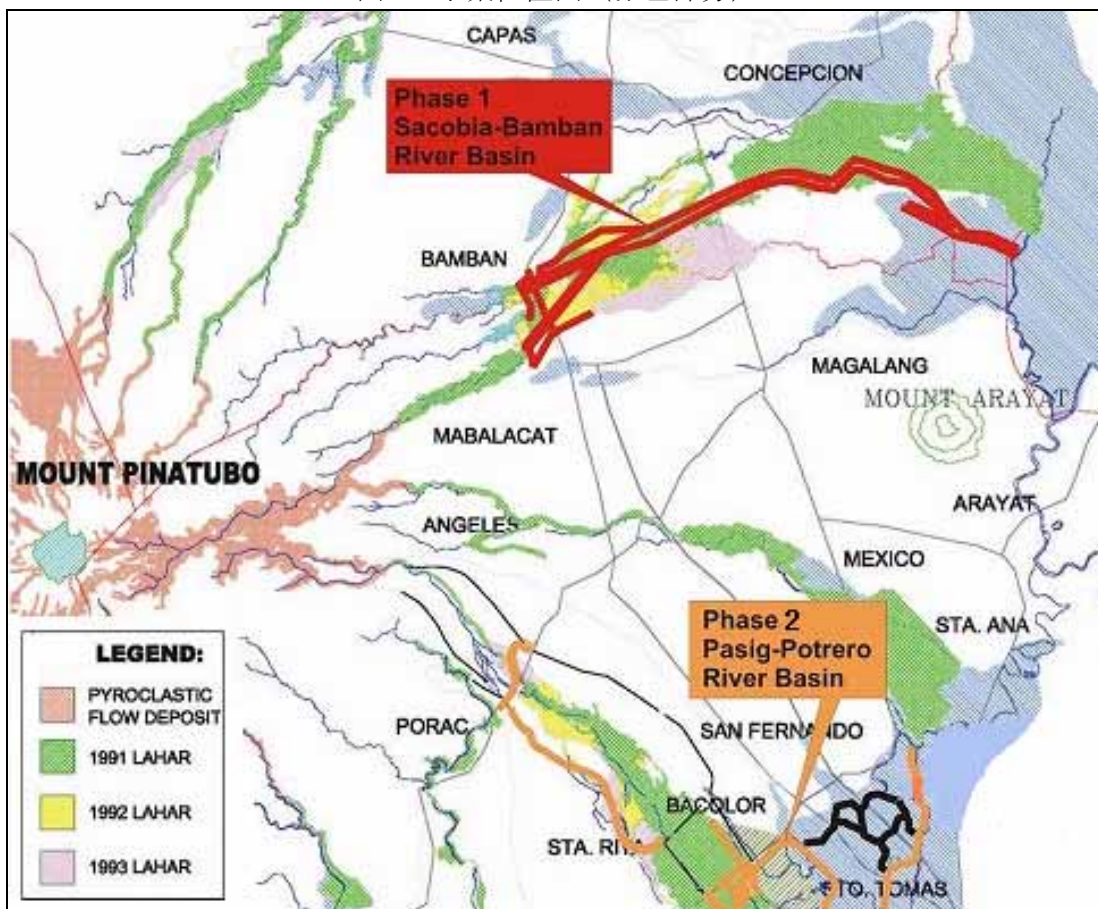 CAPAS
CONCEPCION
Phase 1
Sacobia-Bamban
River Basin
BAMBAN
MAGALANG
MOUNT ARAYAT
MABALACAT
MOUNT PINATUBO
ARAYAT
ANGELES
MEXICO
STA. ANA
Phase 2
Pasig-Potrero
River Basin
SAN FERNANDO
PORAC
BACOLOR
STA. RITA
STO. TOMAS
LEGEND:
PYROCLASTIC
FLOW DEPOSIT
1991 LAHAR
1992 LAHAR
1993 LAHAR